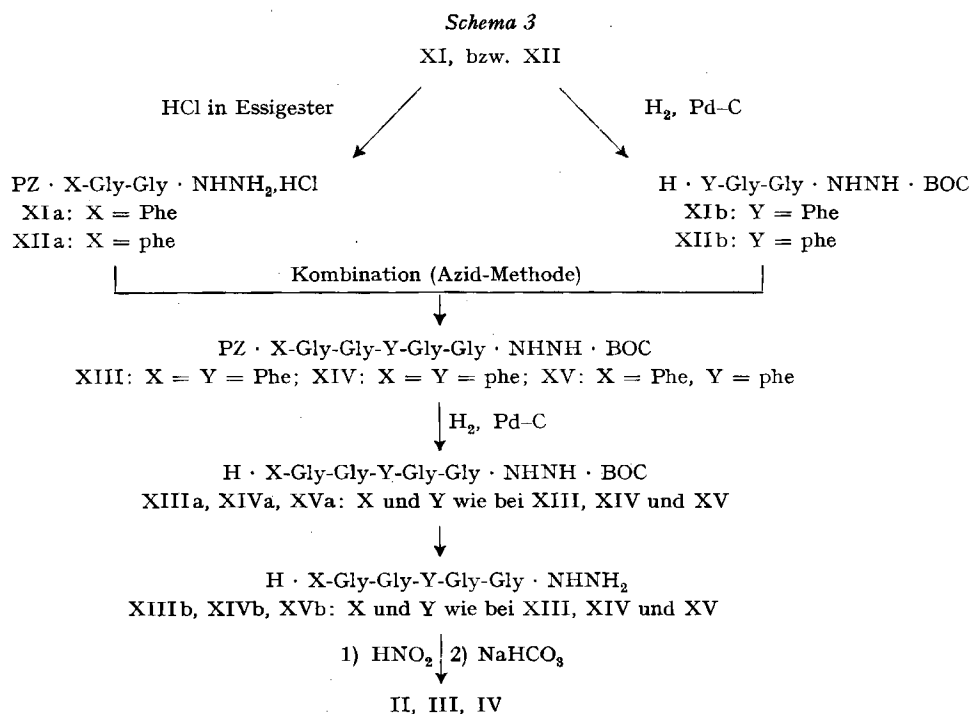 Schema 3
XI, bzw. XII
HCl in Essigester
H₂, Pd–C
PZ · X-Gly-Gly · NHNH₂,HCl
XIa: X = Phe
XIIa: X = phe
H · Y-Gly-Gly · NHNH · BOC
XIb: Y = Phe
XIIb: Y = phe
Kombination (Azid-Methode)
PZ · X-Gly-Gly-Y-Gly-Gly · NHNH · BOC
XIII: X = Y = Phe; XIV: X = Y = phe; XV: X = Phe, Y = phe
H₂, Pd–C
H · X-Gly-Gly-Y-Gly-Gly · NHNH · BOC
XIIIa, XIVa, XVa: X und Y wie bei XIII, XIV und XV
H · X-Gly-Gly-Y-Gly-Gly · NHNH₂
XIIIb, XIVb, XVb: X und Y wie bei XIII, XIV und XV
1) HNO₂ 2) NaHCO₃
II, III, IV